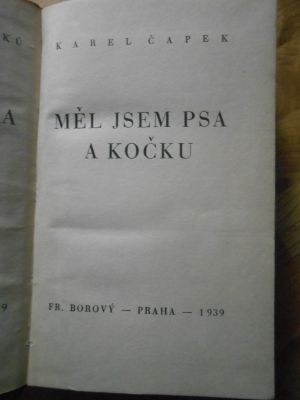 KAREL ČAPEK
MĚL JSEM PSA
A KOČKU
FR. BOROVÝ — PRAHA — 1939